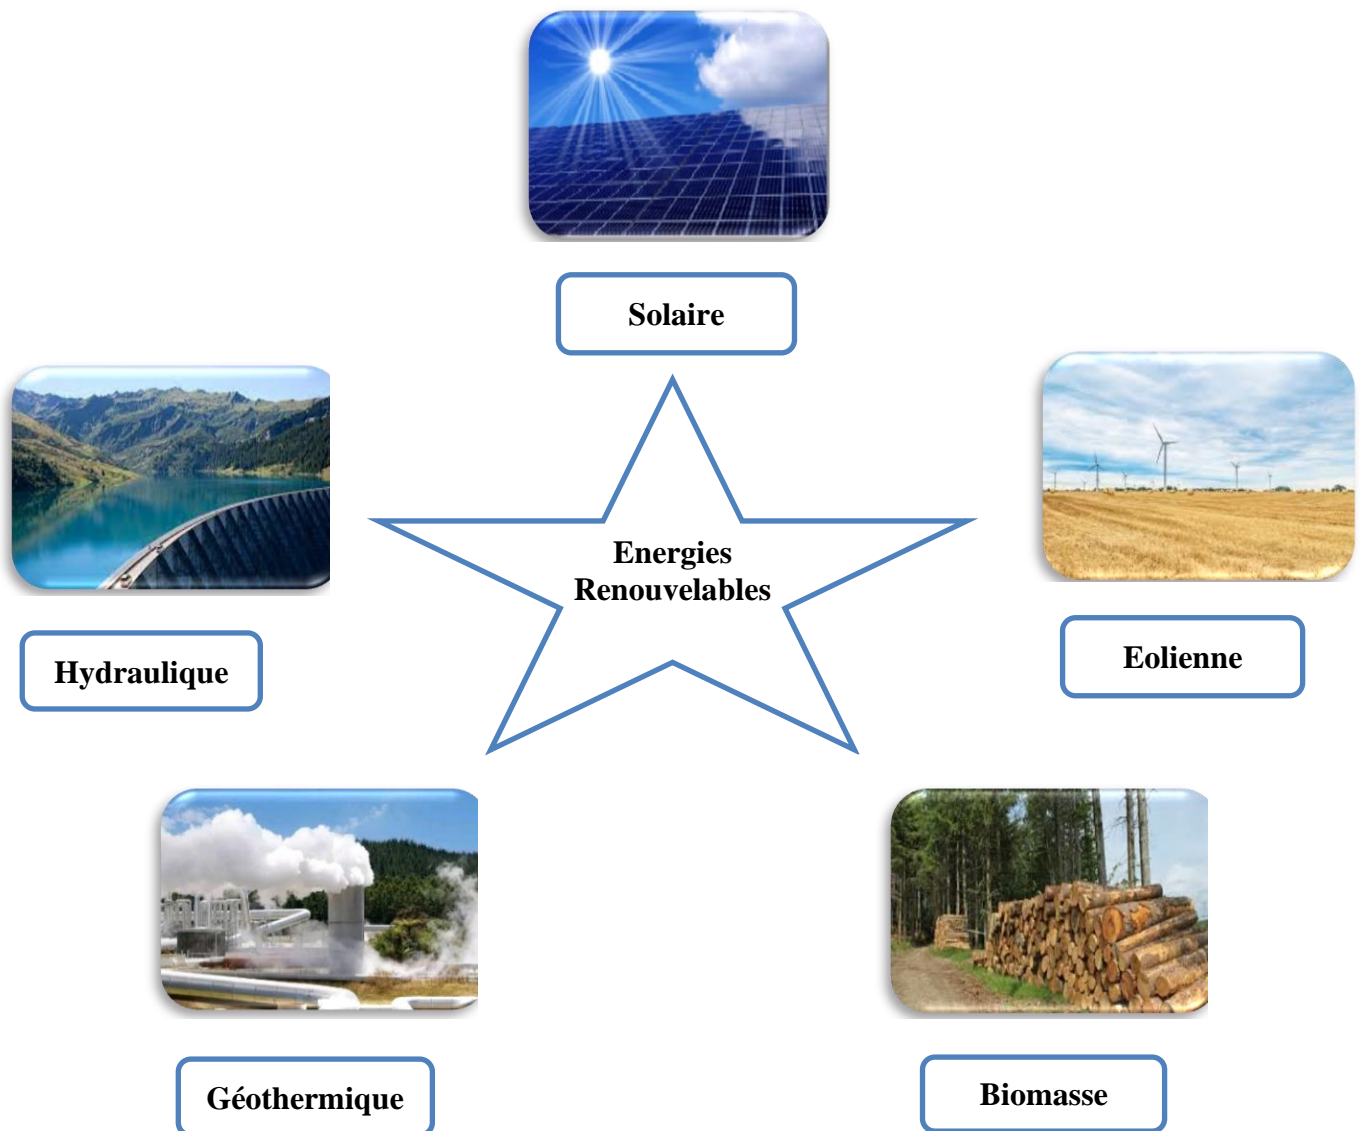 Solaire
Energies
Renouvelables
Hydraulique
Eolienne
Géothermique
Biomasse